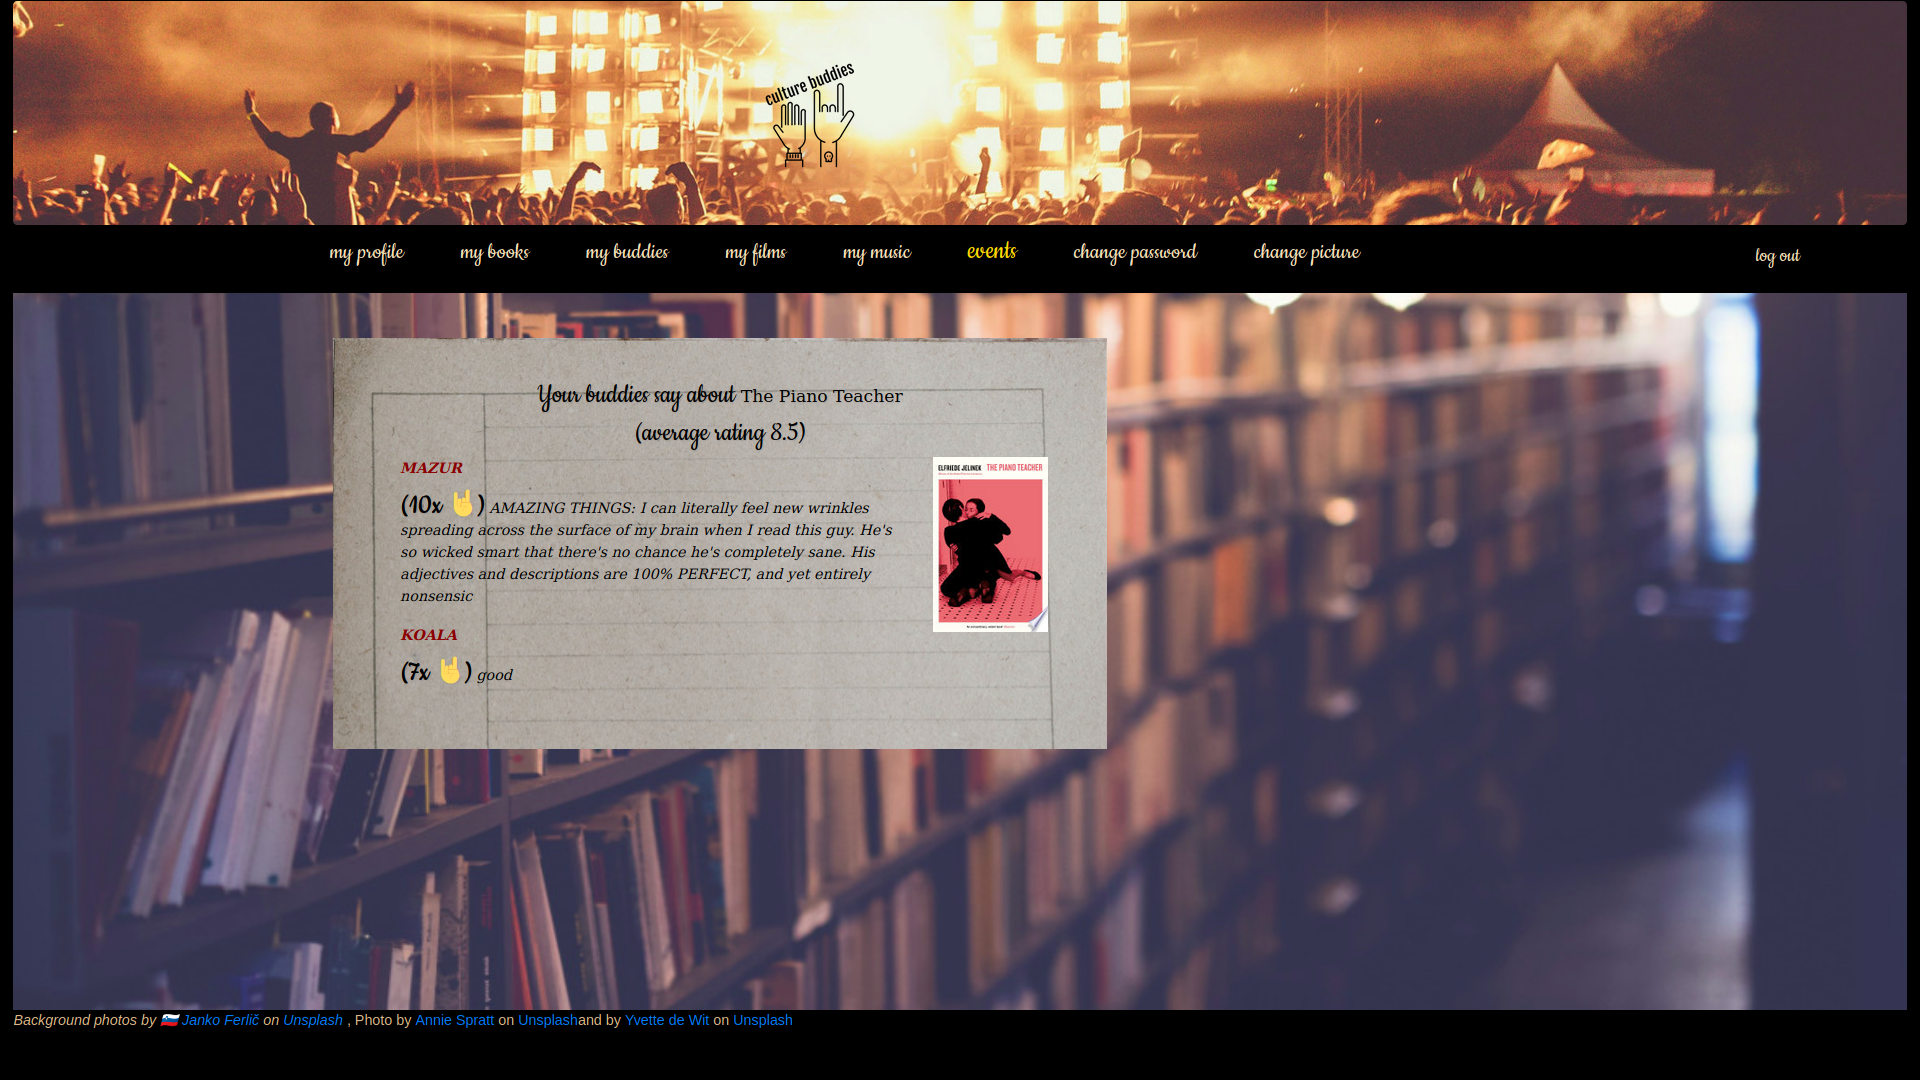 culture buddies
my profile my books my buddies my films my music events change password change picture log out
Your buddies say about The Piano Teacher
(average rating 8.5)
MAZUR
(10x 🤘) AMAZING THINGS: I can literally feel new wrinkles
spreading across the surface of my brain when I read this guy. He's
so wicked smart that there's no chance he's completely sane. His
adjectives and descriptions are 100% PERFECT, and yet entirely
nonsensic
ELFRIEDE JELINEK THE PIANO TEACHER
KOALA
(7x 🤘) good
Background photos by 🇸🇮 Janko Ferlič on Unsplash , Photo by Annie Spratt on Unsplashand by Yvette de Wit on Unsplash